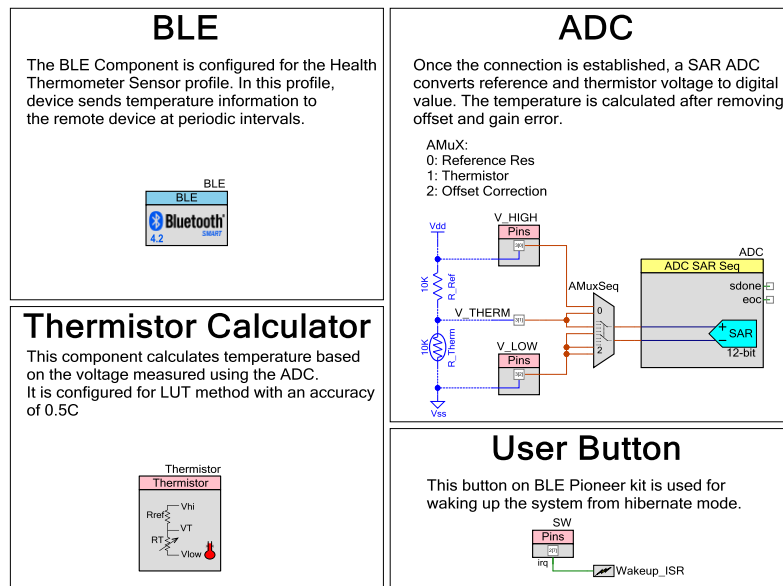 BLE
The BLE Component is configured for the Health
Thermometer Sensor profile. In this profile,
device sends temperature information to
the remote device at periodic intervals.
BLE
BLE
Bluetooth
SMART
4.2
Thermistor Calculator
This component calculates temperature based
on the voltage measured using the ADC.
It is configured for LUT method with an accuracy
of 0.5C
Thermistor
Thermistor
Vhi
Rref
VT
RT
Vlow
ADC
Once the connection is established, a SAR ADC
converts reference and thermistor voltage to digital
value. The temperature is calculated after removing
offset and gain error.
AMuX:
0: Reference Res
1: Thermistor
2: Offset Correction
V_HIGH
Pins
3[0]
Vdd
10K
R_Ref
V_THERM
3[1]
10K
R_Therm
V_LOW
Pins
3[2]
Vss
AMuxSeq
0
2
ADC
ADC SAR Seq
sdone
eoc
+
SAR
−
12-bit
User Button
This button on BLE Pioneer kit is used for
waking up the system from hibernate mode.
SW
Pins
2[7]
irq
Wakeup_ISR